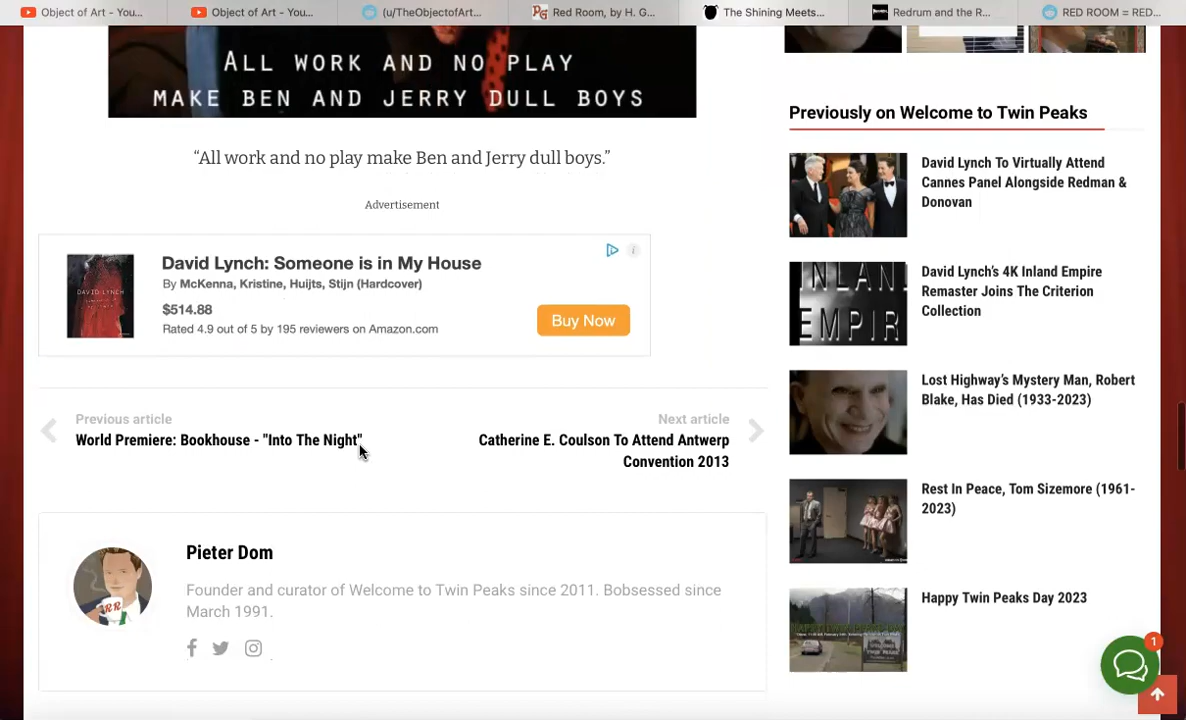 Object of Art - You...
Object of Art - You...
(u/TheObjectofArt...
Red Room, by H. G...
The Shining Meets...
Redrum and the R...
RED ROOM = RED...
ALL WORK AND NO PLAY
MAKE BEN AND JERRY DULL BOYS
“All work and no play make Ben and Jerry dull boys.”
Advertisement
DAVID LYNCH
David Lynch: Someone is in My House
By McKenna, Kristine, Huijts, Stijn (Hardcover)
$514.88
Rated 4.9 out of 5 by 195 reviewers on Amazon.com
Buy Now
Previous article
World Premiere: Bookhouse - "Into The Night"
Next article
Catherine E. Coulson To Attend Antwerp
Convention 2013
RR
Pieter Dom
Founder and curator of Welcome to Twin Peaks since 2011. Bobsessed since
March 1991.
Previously on Welcome to Twin Peaks
David Lynch To Virtually Attend
Cannes Panel Alongside Redman &
Donovan
NLAN
EMPIR
David Lynch’s 4K Inland Empire
Remaster Joins The Criterion
Collection
Lost Highway’s Mystery Man, Robert
Blake, Has Died (1933-2023)
Rest In Peace, Tom Sizemore (1961-
2023)
Happy Twin Peaks Day 2023
1